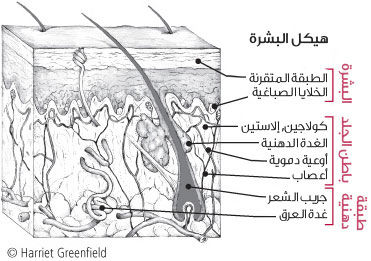 هيكل البشرة
الطبقة المتقرنة
الخلايا الصباغية
البشرة
كولاجين، إلاستين
الغدة الدهنية
أوعية دموية
أعصاب
باطن الجلد
جريب الشعر
غدة العرق
طبقة
دهنية
© Harriet Greenfield